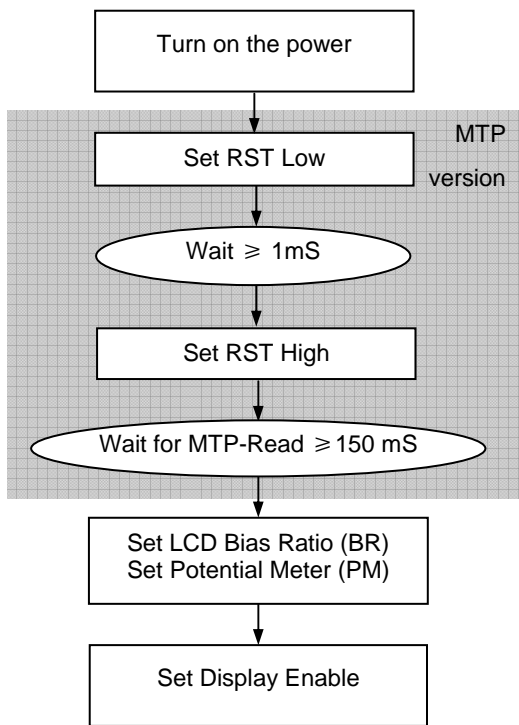 Turn on the power
MTP
version
Set RST Low
Wait ≥ 1mS
Set RST High
Wait for MTP-Read ≥150 mS
Set LCD Bias Ratio (BR)
Set Potential Meter (PM)
Set Display Enable